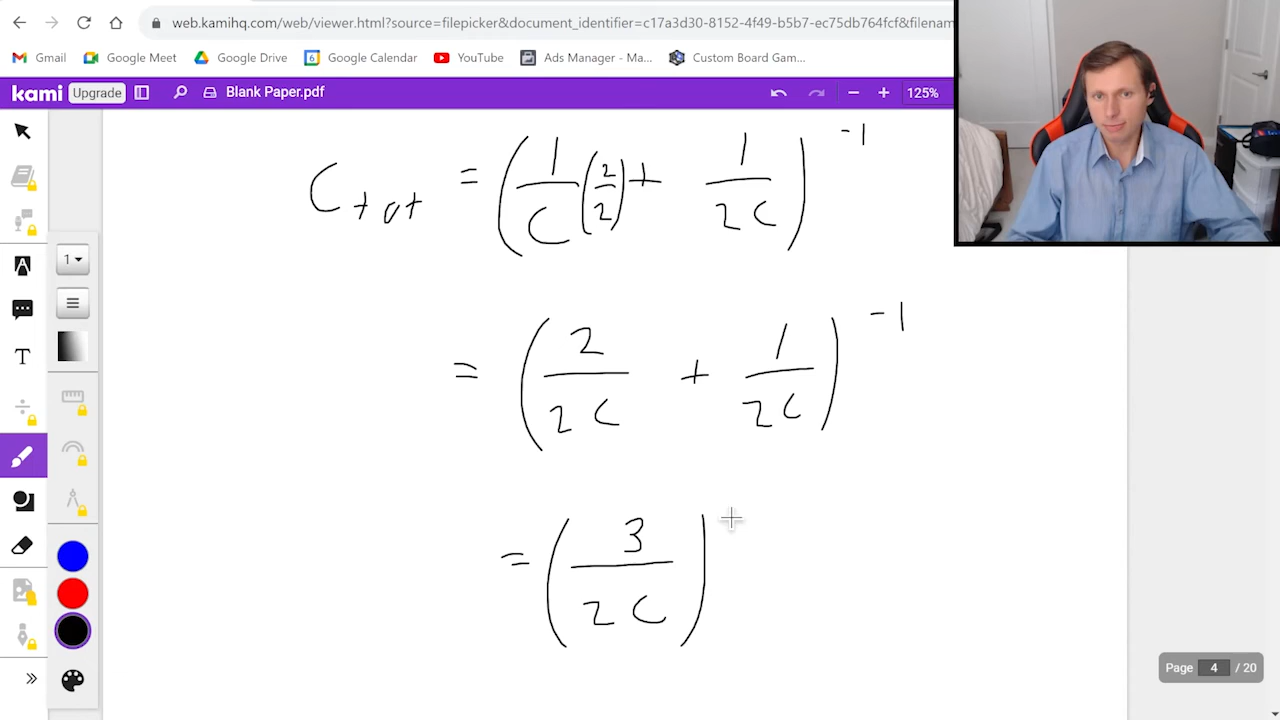 web.kamihq.com/web/viewer.html?source=filepicker&document_identifier=c17a3d30-8152-4f49-b5b7-ec75db764fcf&filenam
Gmail Google Meet Google Drive 6 Google Calendar YouTube Ads Manager - Ma... Custom Board Gam...
kami Upgrade Blank Paper.pdf 125%
1
T
C_tot = (1/C (2/2) + 1/2C)^-1
= (2/2C + 1/2C)^-1
= (3/2C)
Page 4 / 20